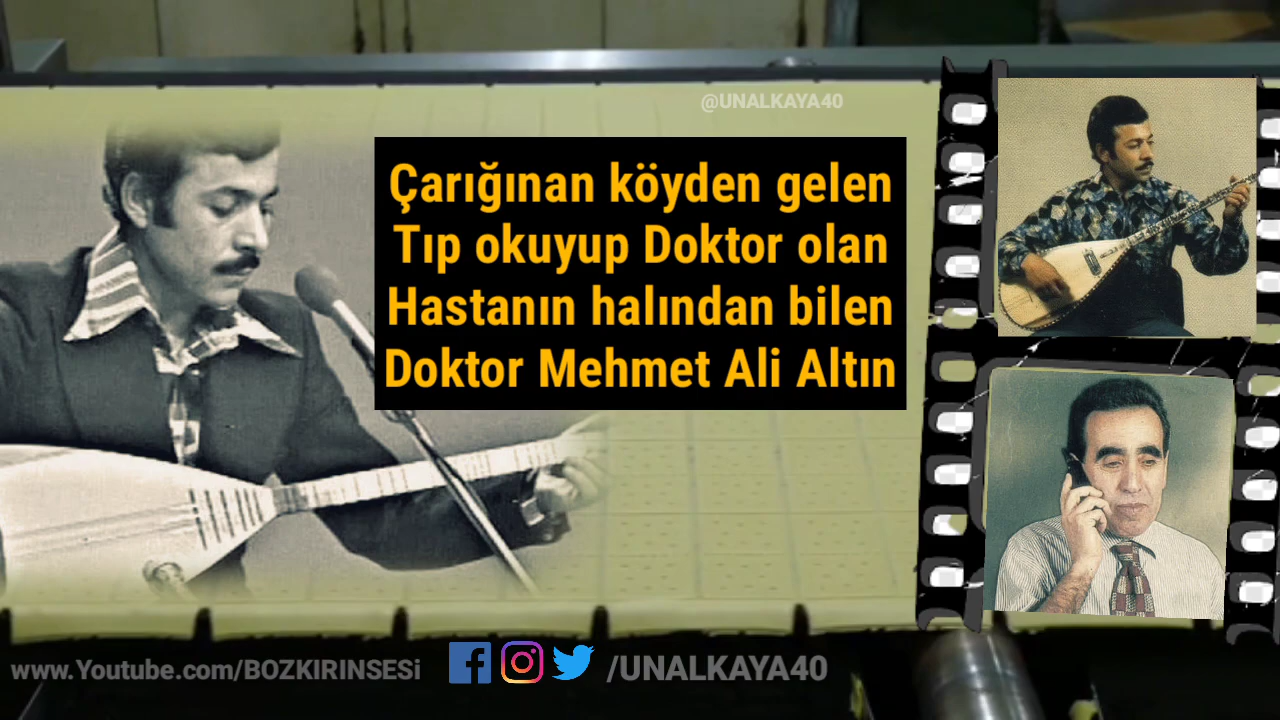 @UNALKAYA40
Çarığınan köyden gelen
Tıp okuyup Doktor olan
Hastanın halından bilen
Doktor Mehmet Ali Altın
www.Youtube.com/BOZKIRINSESi
/UNALKAYA40